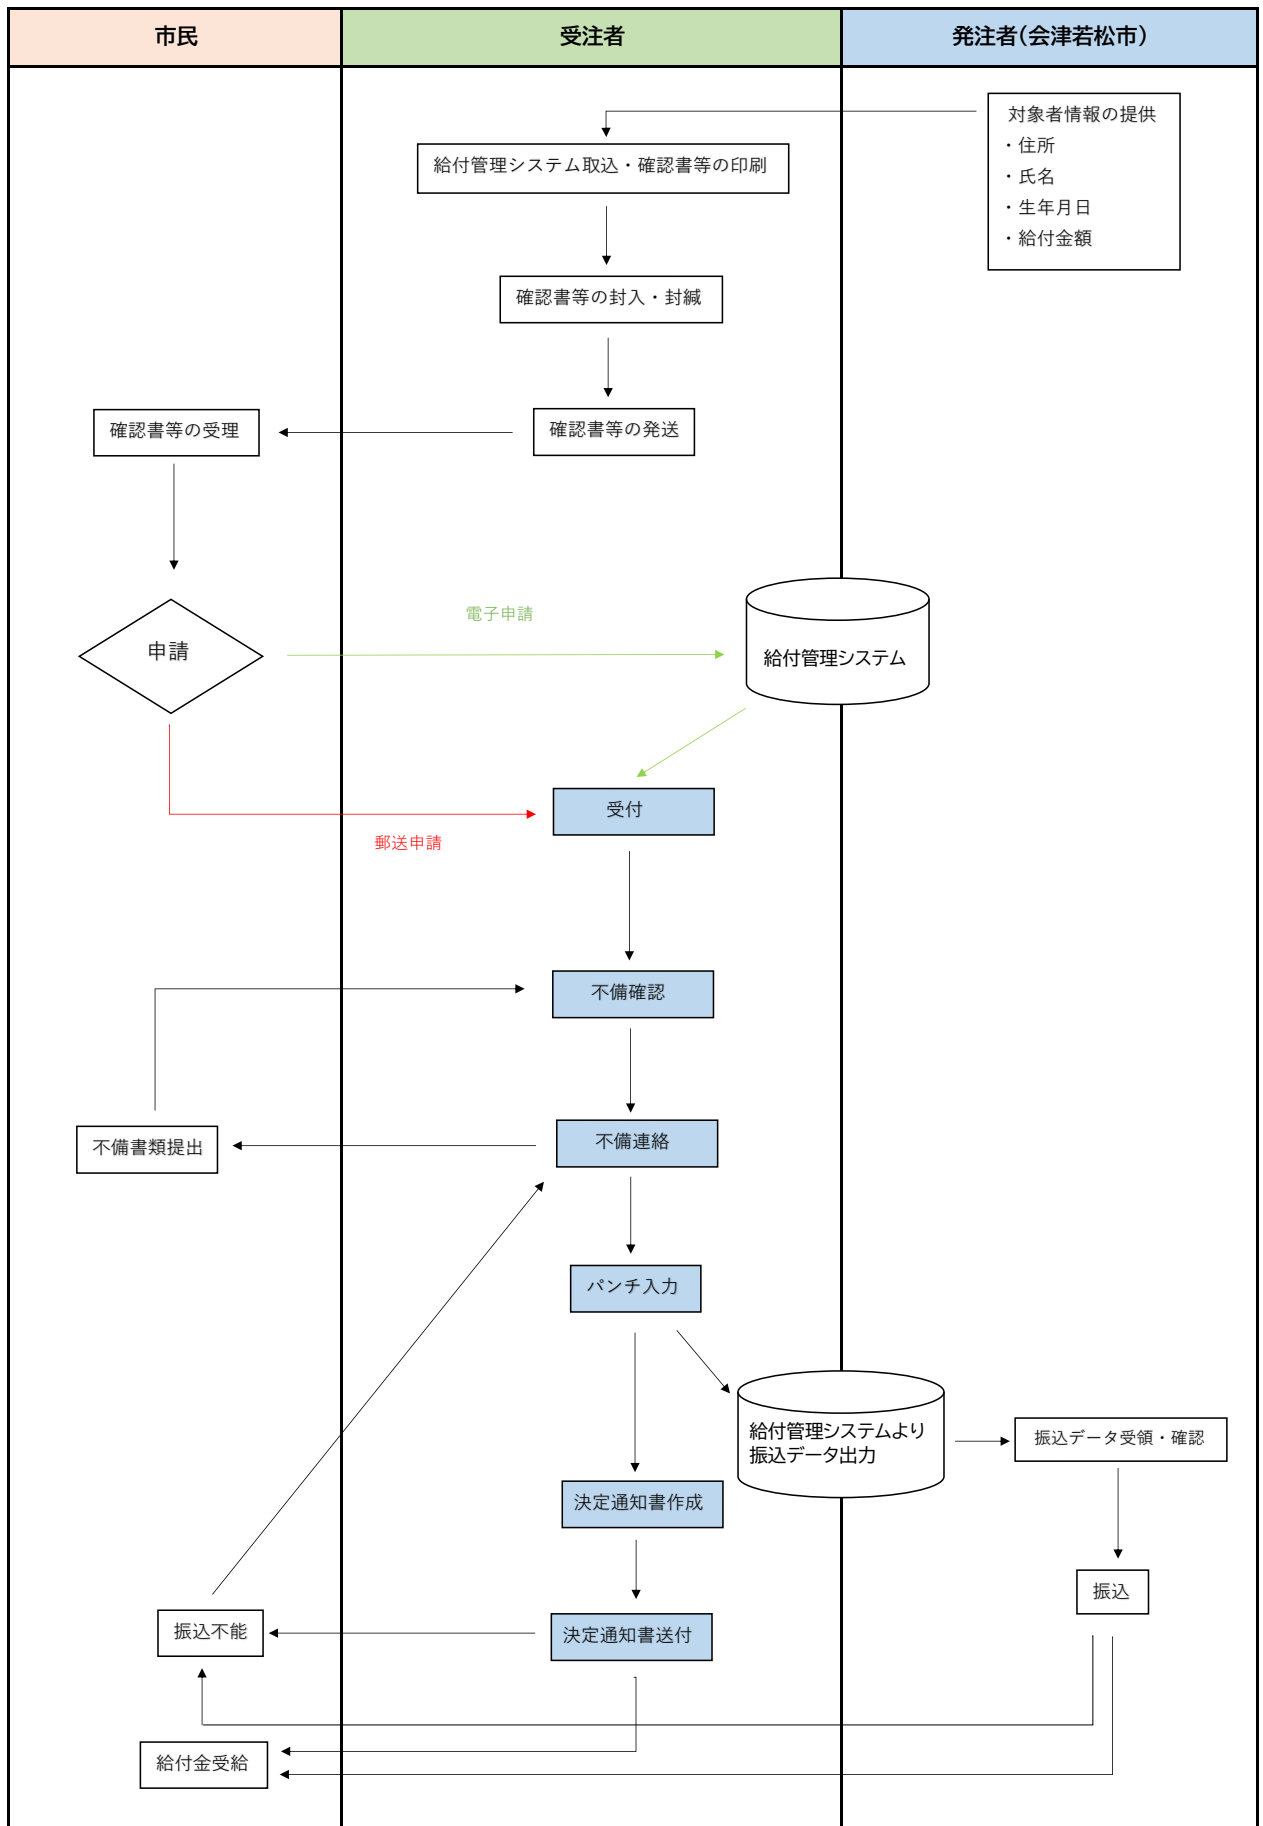 市民
受注者
発注者(会津若松市)
対象者情報の提供
・住所
・氏名
・生年月日
・給付金額
給付管理システム取込・確認書等の印刷
確認書等の封入・封緘
確認書等の発送
確認書等の受理
申請
電子申請
給付管理システム
受付
郵送申請
不備確認
不備連絡
不備書類提出
パンチ入力
給付管理システムより
振込データ出力
振込データ受領・確認
決定通知書作成
振込
決定通知書送付
振込不能
給付金受給